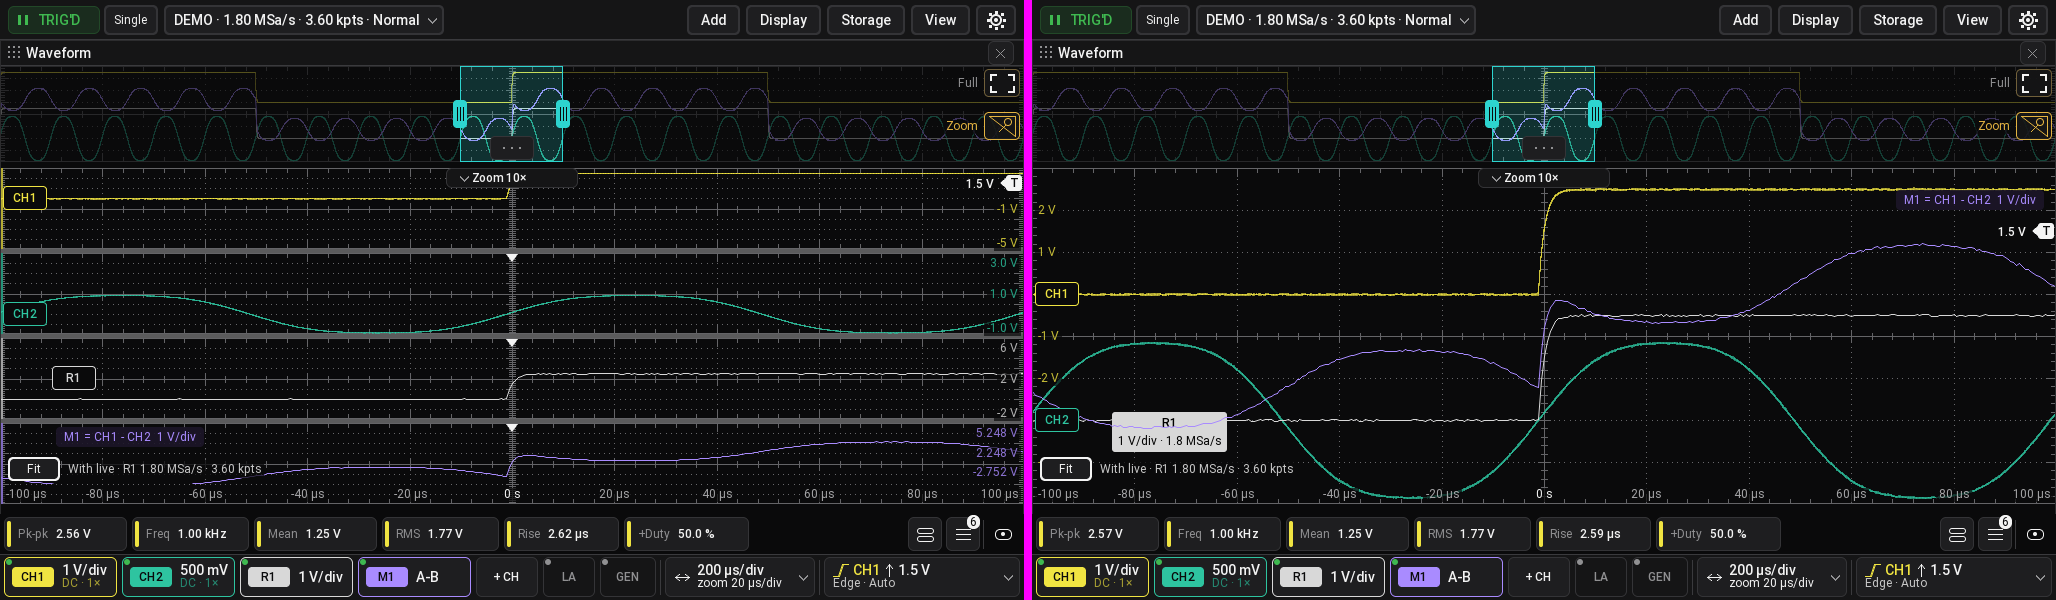 TRIG'D Single DEMO · 1.80 MSa/s · 3.60 kpts · Normal Add Display Storage View
Waveform
Full
Zoom
Zoom 10×
1.5 V T
CH1
-1 V
-5 V
3.0 V
1.0 V
CH2
-1.0 V
6 V
R1
2 V
-2 V
M1 = CH1 - CH2 1 V/div
5.248 V
2.248 V
-2.752 V
Fit With live · R1 1.80 MSa/s · 3.60 kpts
-100 µs -80 µs -60 µs -40 µs -20 µs 0 s 20 µs 40 µs 60 µs 80 µs 100 µs
Pk-pk 2.56 V Freq 1.00 kHz Mean 1.25 V RMS 1.77 V Rise 2.62 µs +Duty 50.0 % 6
CH1 1 V/div CH2 500 mV R1 1 V/div M1 A-B + CH LA GEN 200 µs/div CH1 ↑ 1.5 V
DC · 1× DC · 1× zoom 20 µs/div Edge · Auto
TRIG'D Single DEMO · 1.80 MSa/s · 3.60 kpts · Normal Add Display Storage View
Waveform
Full
Zoom
Zoom 10×
M1 = CH1 - CH2 1 V/div
2 V
1.5 V T
1 V
CH1
-1 V
-2 V
CH2
R1
1 V/div · 1.8 MSa/s
Fit With live · R1 1.80 MSa/s · 3.60 kpts
-100 µs -80 µs -60 µs -40 µs -20 µs 0 s 20 µs 40 µs 60 µs 80 µs 100 µs
Pk-pk 2.57 V Freq 1.00 kHz Mean 1.25 V RMS 1.77 V Rise 2.59 µs +Duty 50.0 % 6
CH1 1 V/div CH2 500 mV R1 1 V/div M1 A-B + CH LA GEN 200 µs/div CH1 ↑ 1.5 V
DC · 1× DC · 1× zoom 20 µs/div Edge · Auto